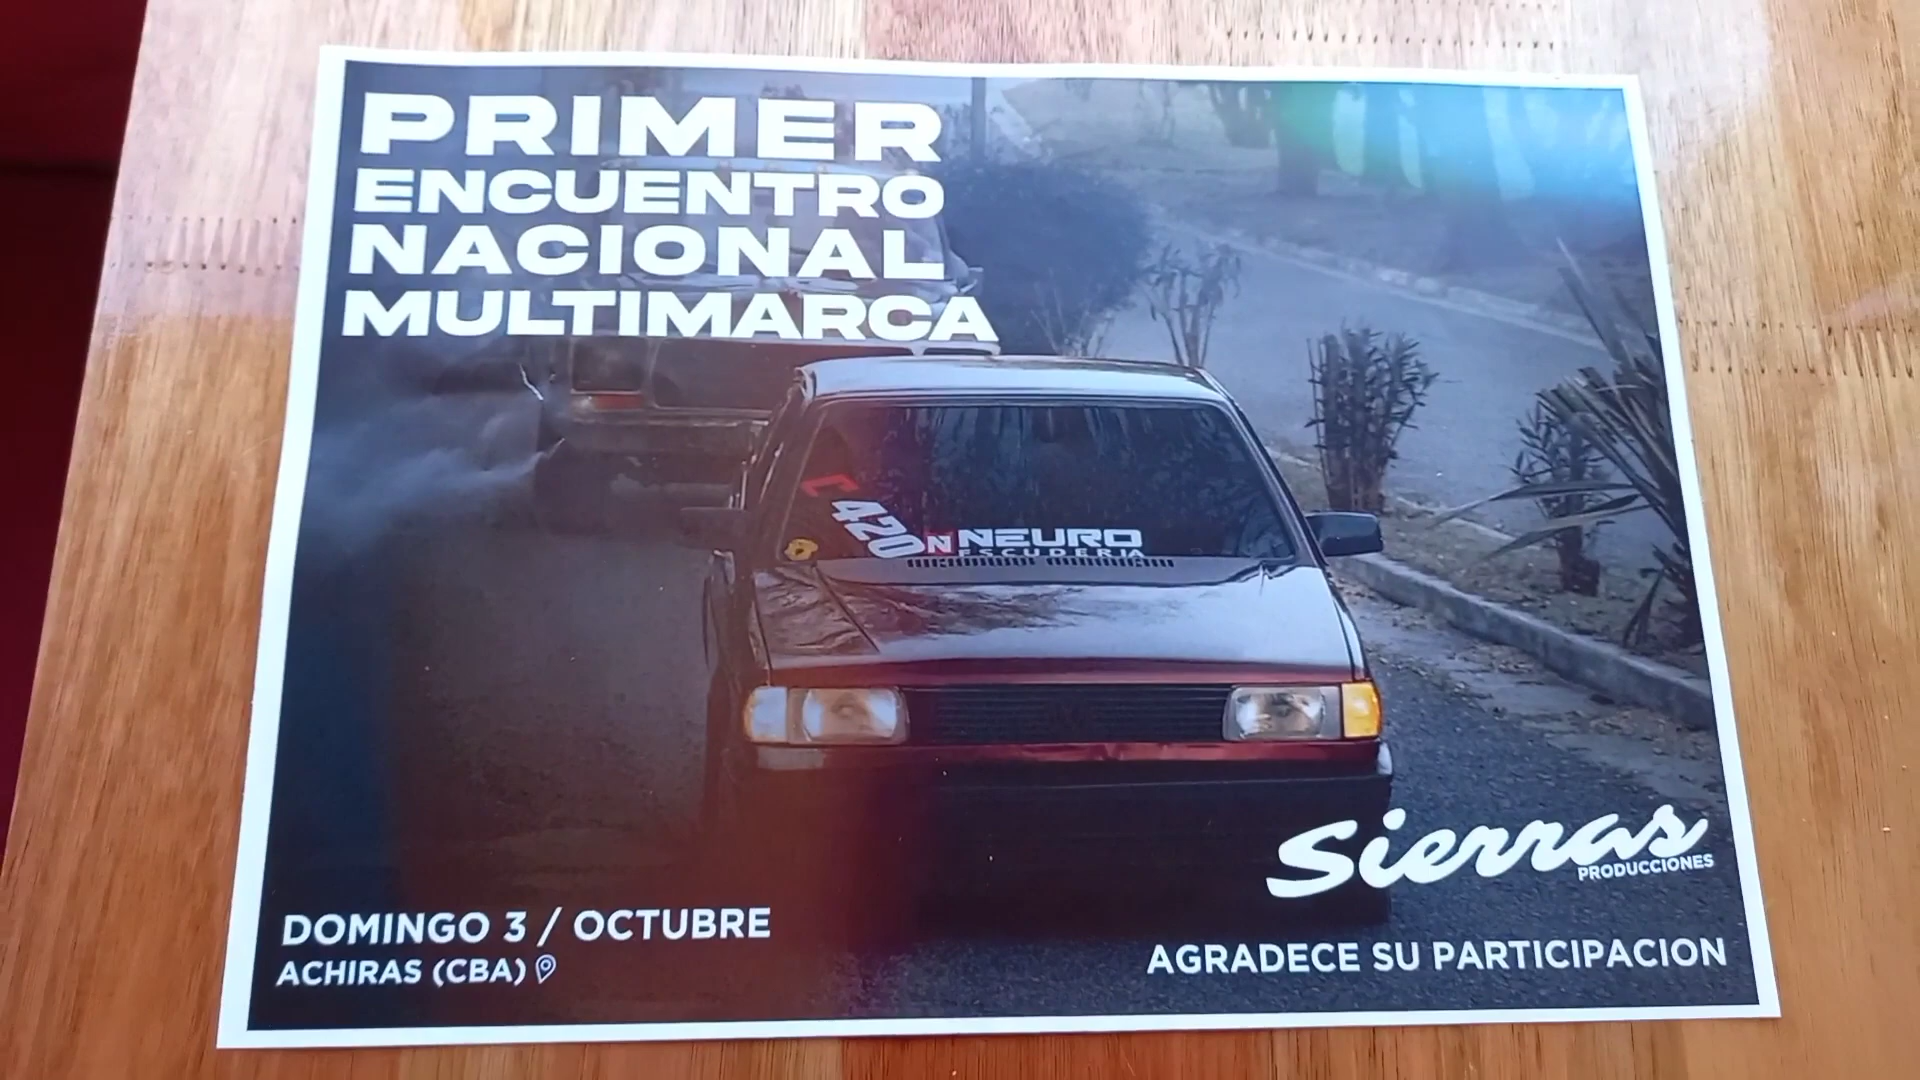 PRIMER
ENCUENTRO
NACIONAL
MULTIMARCA
420
N NEURO
ESCUDERIA
Sierras
PRODUCCIONES
DOMINGO 3 / OCTUBRE
ACHIRAS (CBA)
AGRADECE SU PARTICIPACION